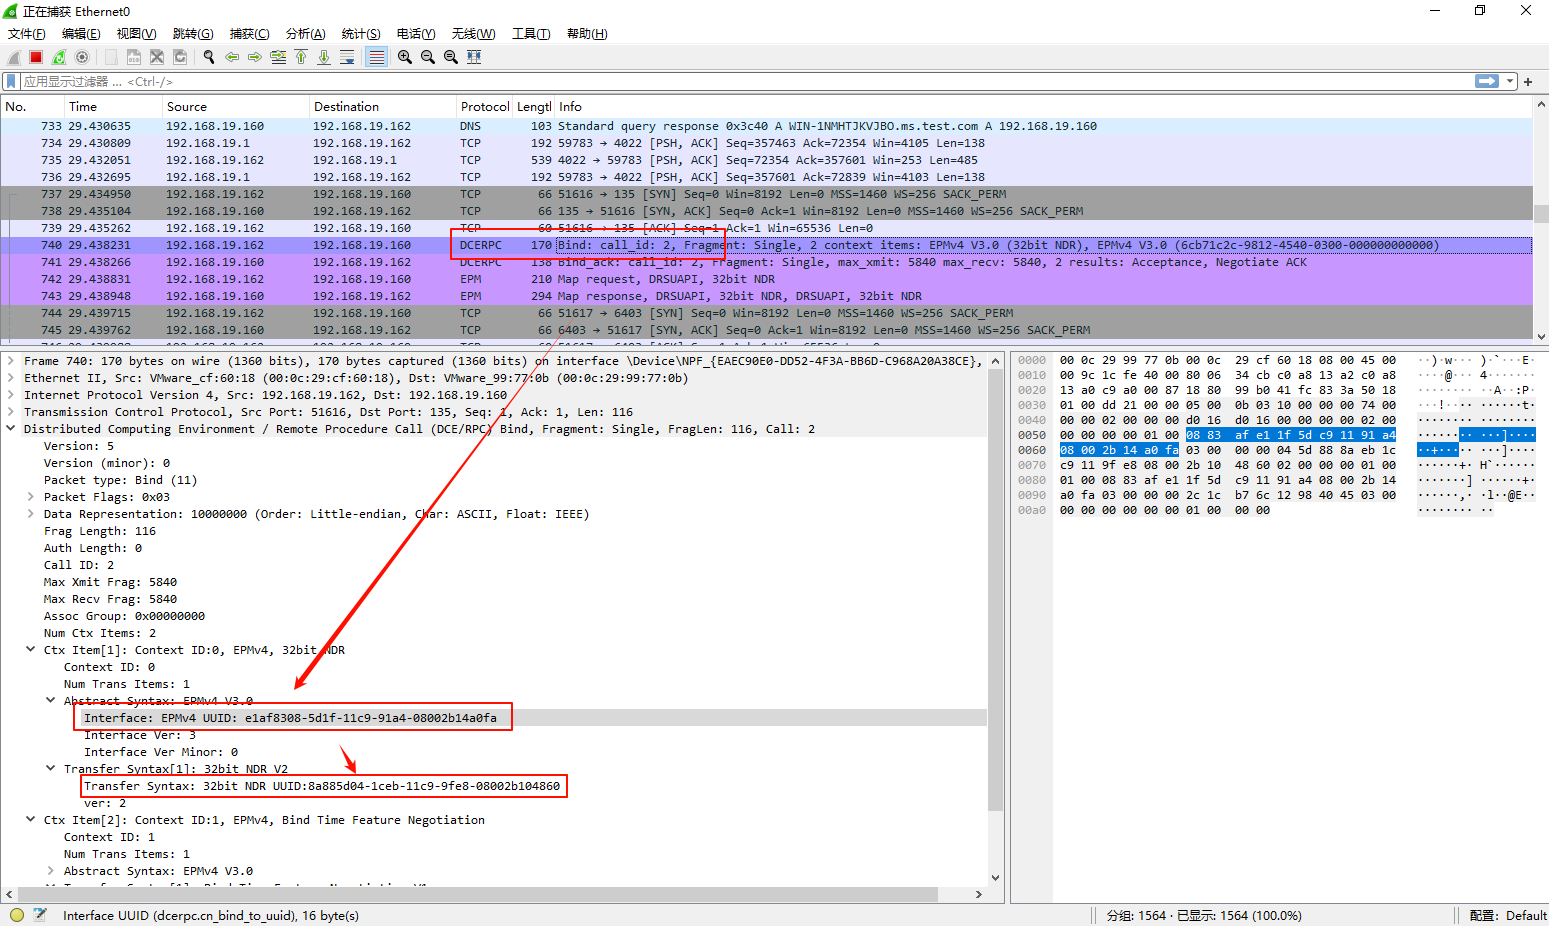 正在捕获 Ethernet0
文件(F) 编辑(E) 视图(V) 跳转(G) 捕获(C) 分析(A) 统计(S) 电话(Y) 无线(W) 工具(T) 帮助(H)
应用显示过滤器 … <Ctrl-/>
No. Time Source Destination Protocol Lengtl Info
733 29.430635 192.168.19.160 192.168.19.162 DNS 103 Standard query response 0x3c40 A WIN-1NMHTJKVJBO.ms.test.com A 192.168.19.160
734 29.430809 192.168.19.1 192.168.19.162 TCP 192 59783 → 4022 [PSH, ACK] Seq=357463 Ack=72354 Win=4105 Len=138
735 29.432051 192.168.19.162 192.168.19.1 TCP 539 4022 → 59783 [PSH, ACK] Seq=72354 Ack=357601 Win=253 Len=485
736 29.432695 192.168.19.1 192.168.19.162 TCP 192 59783 → 4022 [PSH, ACK] Seq=357601 Ack=72839 Win=4103 Len=138
737 29.434950 192.168.19.162 192.168.19.160 TCP 66 51616 → 135 [SYN] Seq=0 Win=8192 Len=0 MSS=1460 WS=256 SACK_PERM
738 29.435104 192.168.19.160 192.168.19.162 TCP 66 135 → 51616 [SYN, ACK] Seq=0 Ack=1 Win=8192 Len=0 MSS=1460 WS=256 SACK_PERM
739 29.435262 192.168.19.162 192.168.19.160 TCP 60 51616 → 135 [ACK] Seq=1 Ack=1 Win=65536 Len=0
740 29.438231 192.168.19.162 192.168.19.160 DCERPC 170 Bind: call_id: 2, Fragment: Single, 2 context items: EPMv4 V3.0 (32bit NDR), EPMv4 V3.0 (6cb71c2c-9812-4540-0300-000000000000)
741 29.438266 192.168.19.160 192.168.19.162 DCERPC 138 Bind_ack: call_id: 2, Fragment: Single, max_xmit: 5840 max_recv: 5840, 2 results: Acceptance, Negotiate ACK
742 29.438831 192.168.19.162 192.168.19.160 EPM 210 Map request, DRSUAPI, 32bit NDR
743 29.438948 192.168.19.160 192.168.19.162 EPM 294 Map response, DRSUAPI, 32bit NDR, DRSUAPI, 32bit NDR
744 29.439715 192.168.19.162 192.168.19.160 TCP 66 51617 → 6403 [SYN] Seq=0 Win=8192 Len=0 MSS=1460 WS=256 SACK_PERM
745 29.439762 192.168.19.160 192.168.19.162 TCP 66 6403 → 51617 [SYN, ACK] Seq=0 Ack=1 Win=8192 Len=0 MSS=1460 WS=256 SACK_PERM
Frame 740: 170 bytes on wire (1360 bits), 170 bytes captured (1360 bits) on interface \Device\NPF_{EAEC90E0-DD52-4F3A-BB6D-C968A20A38CE},
Ethernet II, Src: VMware_cf:60:18 (00:0c:29:cf:60:18), Dst: VMware_99:77:0b (00:0c:29:99:77:0b)
Internet Protocol Version 4, Src: 192.168.19.162, Dst: 192.168.19.160
Transmission Control Protocol, Src Port: 51616, Dst Port: 135, Seq: 1, Ack: 1, Len: 116
Distributed Computing Environment / Remote Procedure Call (DCE/RPC) Bind, Fragment: Single, FragLen: 116, Call: 2
Version: 5
Version (minor): 0
Packet type: Bind (11)
Packet Flags: 0x03
Data Representation: 10000000 (Order: Little-endian, Char: ASCII, Float: IEEE)
Frag Length: 116
Auth Length: 0
Call ID: 2
Max Xmit Frag: 5840
Max Recv Frag: 5840
Assoc Group: 0x00000000
Num Ctx Items: 2
Ctx Item[1]: Context ID:0, EPMv4, 32bit NDR
Context ID: 0
Num Trans Items: 1
Abstract Syntax: EPMv4 V3.0
Interface: EPMv4 UUID: e1af8308-5d1f-11c9-91a4-08002b14a0fa
Interface Ver: 3
Interface Ver Minor: 0
Transfer Syntax[1]: 32bit NDR V2
Transfer Syntax: 32bit NDR UUID:8a885d04-1ceb-11c9-9fe8-08002b104860
ver: 2
Ctx Item[2]: Context ID:1, EPMv4, Bind Time Feature Negotiation
Context ID: 1
Num Trans Items: 1
Abstract Syntax: EPMv4 V3.0
0000 00 0c 29 99 77 0b 00 0c 29 cf 60 18 08 00 45 00 ··)·w··· )·`···E·
0010 00 9c 1c fe 40 00 80 06 34 cb c0 a8 13 a2 c0 a8 ····@··· 4·······
0020 13 a0 c9 a0 00 87 18 80 99 b0 41 fc 83 3a 50 18 ········ ··A··:P·
0030 01 00 dd 21 00 00 05 00 0b 03 10 00 00 00 74 00 ···!···· ······t·
0040 00 00 02 00 00 00 d0 16 d0 16 00 00 00 00 02 00 ········ ········
0050 00 00 00 00 01 00 08 83 af e1 1f 5d c9 11 91 a4 ········ ···]····
0060 08 00 2b 14 a0 fa 03 00 00 00 04 5d 88 8a eb 1c ··+····· ···]····
0070 c9 11 9f e8 08 00 2b 10 48 60 02 00 00 00 01 00 ······+· H`······
0080 01 00 08 83 af e1 1f 5d c9 11 91 a4 08 00 2b 14 ·······] ······+·
0090 a0 fa 03 00 00 00 2c 1c b7 6c 12 98 40 45 03 00 ······,· ·l··@E··
00a0 00 00 00 00 00 00 01 00 00 00 ········ ··
Interface UUID (dcerpc.cn_bind_to_uuid), 16 byte(s)
分组: 1564 · 已显示: 1564 (100.0%)
配置: Default